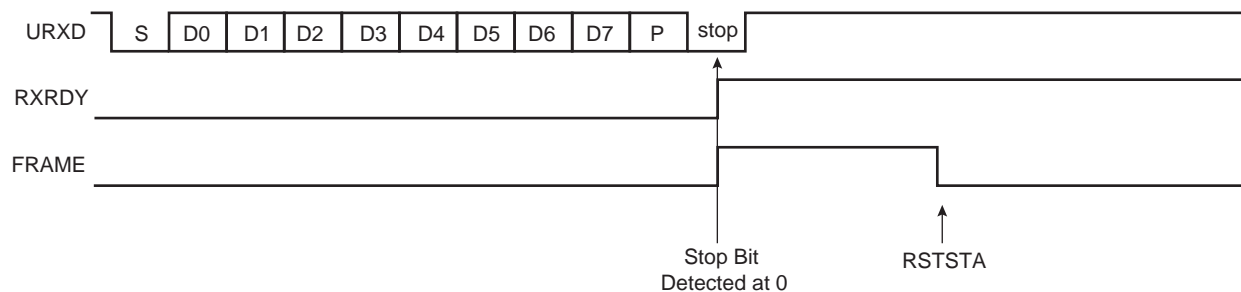 URXD S D0 D1 D2 D3 D4 D5 D6 D7 P stop
RXRDY
FRAME
Stop Bit
Detected at 0
RSTSTA